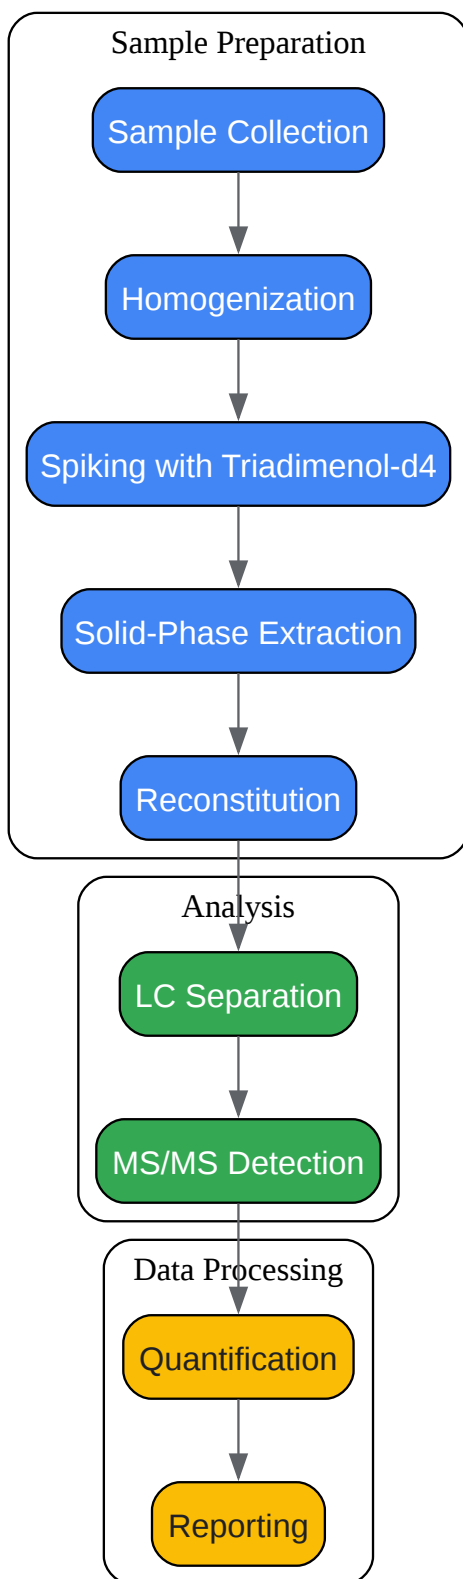 Sample Preparation
Sample Collection
Homogenization
Spiking with Triadimenol-d4
Solid-Phase Extraction
Reconstitution
Analysis
LC Separation
MS/MS Detection
Data Processing
Quantification
Reporting